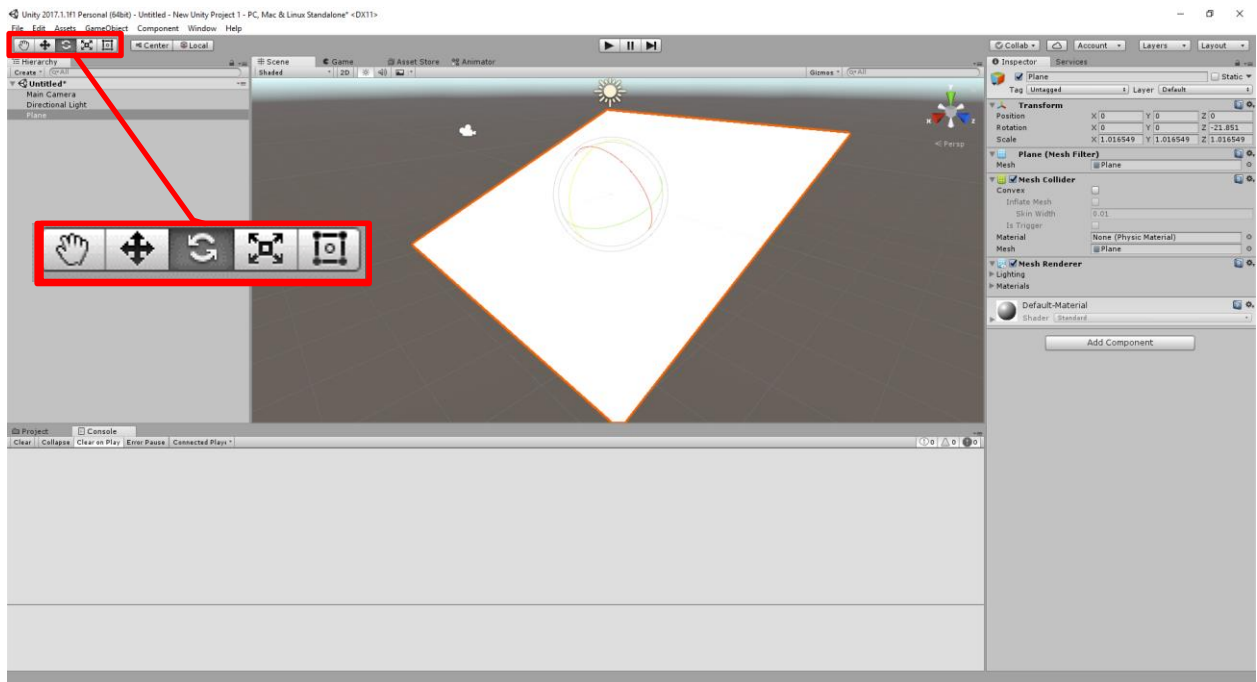 Unity 2017.1.1f1 Personal (64bit) - Untitled - New Unity Project 1 - PC, Mac & Linux Standalone* <DX11>
File Edit Assets GameObject Component Window Help
Center Local
Collab Account Layers Layout
Hierarchy
Create All
Untitled*
Main Camera
Directional Light
Plane
Scene Game Asset Store Animator
Shaded 2D Gizmos All
y
x z
Persp
Inspector Services
Plane Static
Tag Untagged Layer Default
Transform
Position X 0 Y 0 Z 0
Rotation X 0 Y 0 Z -21.851
Scale X 1.016549 Y 1.016549 Z 1.016549
Plane (Mesh Filter)
Mesh Plane
Mesh Collider
Convex
Inflate Mesh
Skin Width 0.01
Is Trigger
Material None (Physic Material)
Mesh Plane
Mesh Renderer
Lighting
Materials
Default-Material
Shader Standard
Add Component
Project Console
Clear Collapse Clear on Play Error Pause Connected Playe
0 0 0